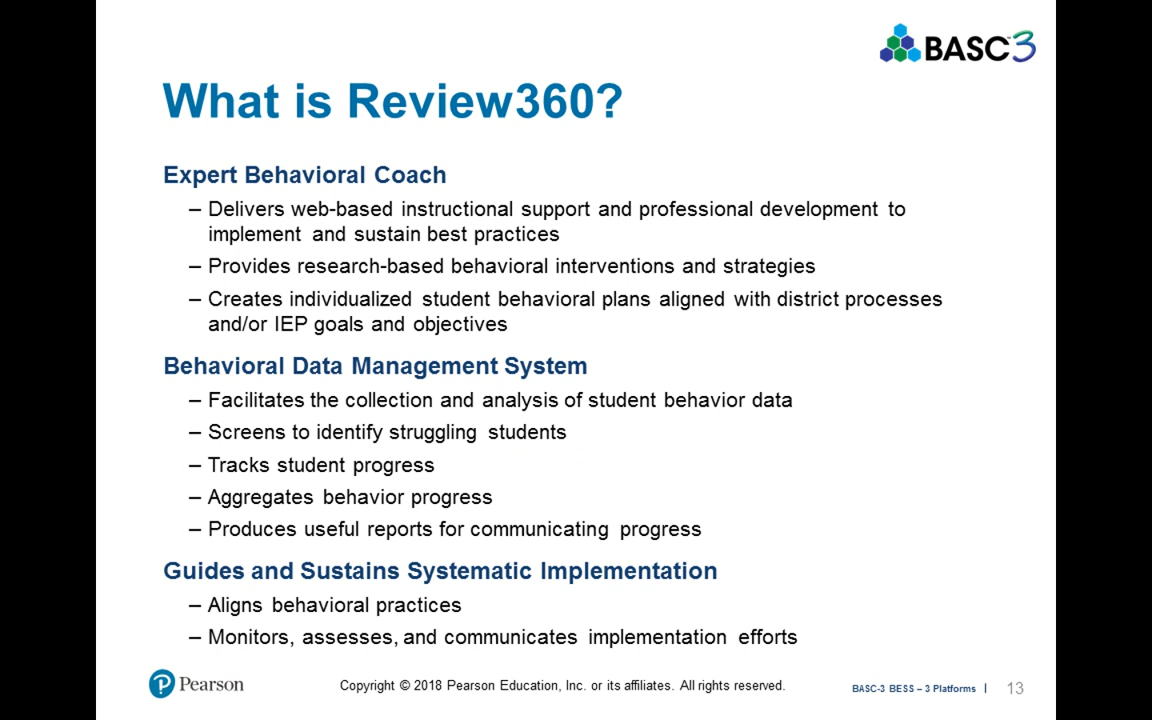 BASC™3
What is Review360?
Expert Behavioral Coach
– Delivers web-based instructional support and professional development to
implement and sustain best practices
– Provides research-based behavioral interventions and strategies
– Creates individualized student behavioral plans aligned with district processes
and/or IEP goals and objectives
Behavioral Data Management System
– Facilitates the collection and analysis of student behavior data
– Screens to identify struggling students
– Tracks student progress
– Aggregates behavior progress
– Produces useful reports for communicating progress
Guides and Sustains Systematic Implementation
– Aligns behavioral practices
– Monitors, assesses, and communicates implementation efforts
Pearson
Copyright © 2018 Pearson Education, Inc. or its affiliates. All rights reserved.
BASC-3 BESS – 3 Platforms | 13